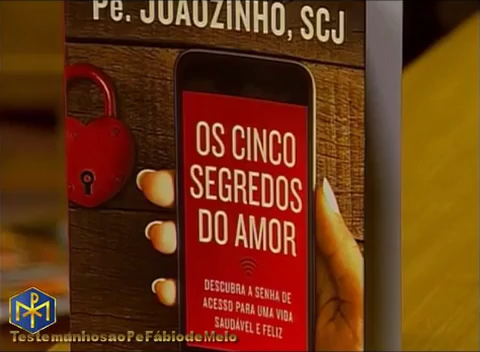 Pe. JOÃOZINHO, SCJ
OS CINCO
SEGREDOS
DO AMOR
DESCUBRA A SENHA DE
ACESSO PARA UMA VIDA
SAUDÁVEL E FELIZ
TestemunhosaoPeFábiodeMelo